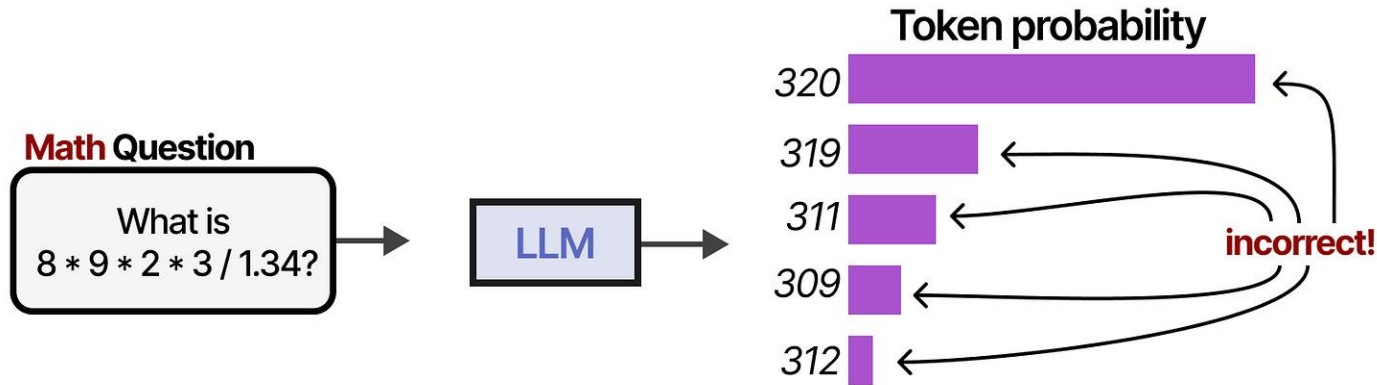 Math Question
What is
8 * 9 * 2 * 3 / 1.34?
LLM
Token probability
320
319
311
309
312
incorrect!